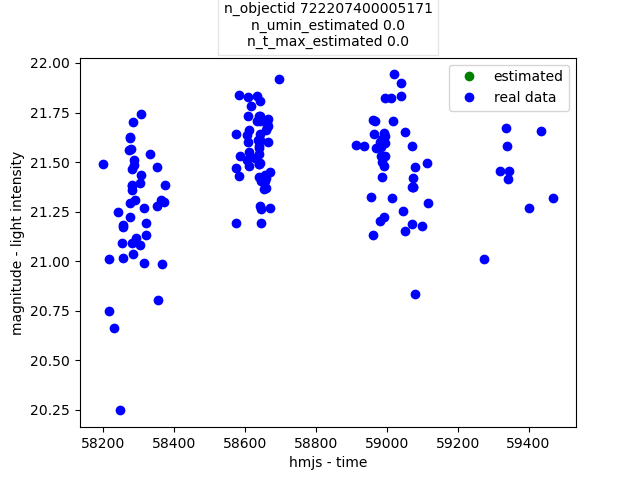 n_objectid 722207400005171
n_umin_estimated 0.0
n_t_max_estimated 0.0
estimated
real data
magnitude - light intensity
22.00
21.75
21.50
21.25
21.00
20.75
20.50
20.25
58200 58400 58600 58800 59000 59200 59400
hmjs - time